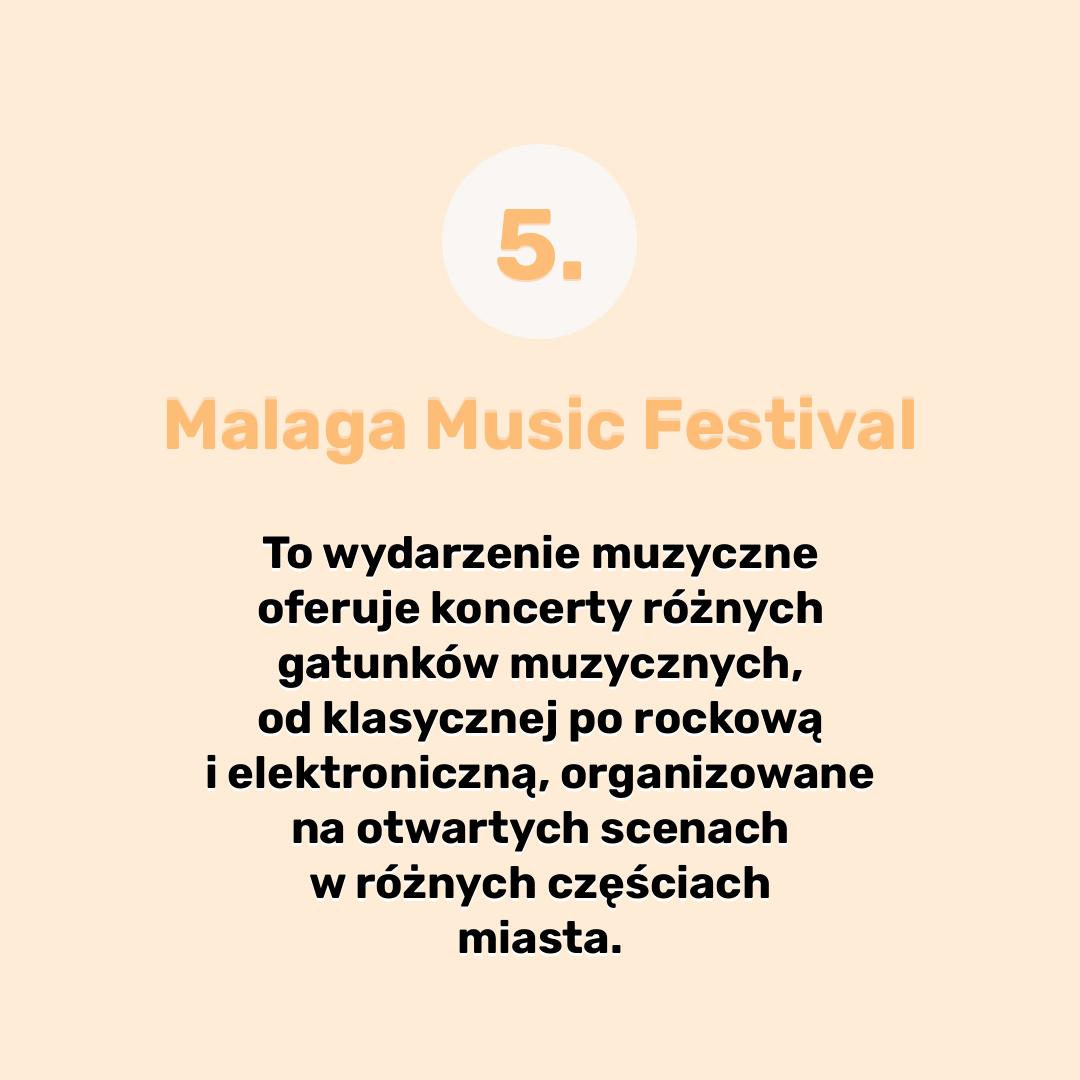 5.
Malaga Music Festival
To wydarzenie muzyczne
oferuje koncerty różnych
gatunków muzycznych,
od klasycznej po rockową
i elektroniczną, organizowane
na otwartych scenach
w różnych częściach
miasta.